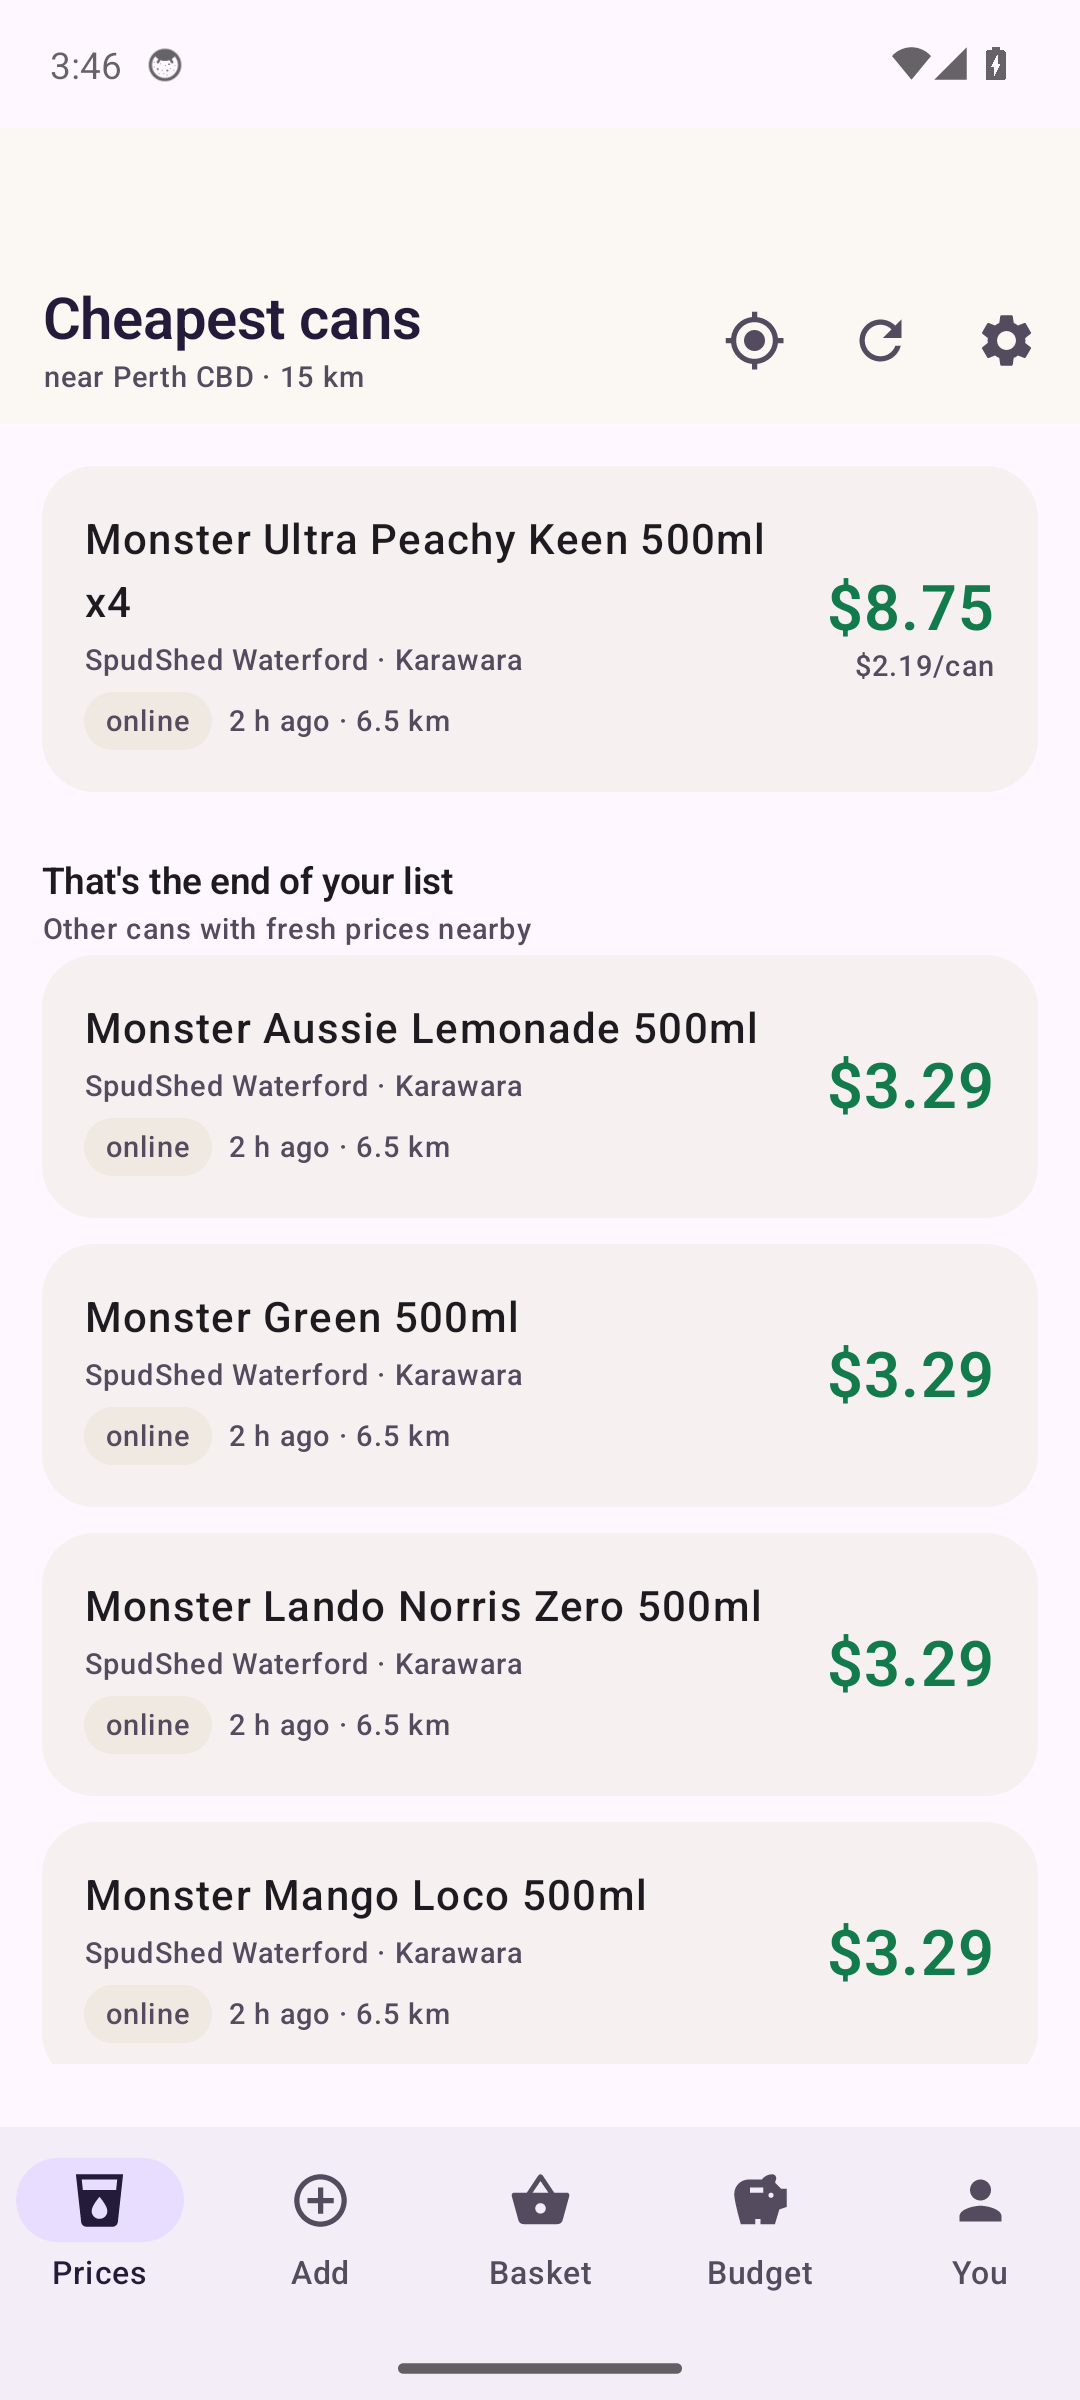 3:46
Cheapest cans
near Perth CBD · 15 km
Monster Ultra Peachy Keen 500ml
x4
$8.75
SpudShed Waterford · Karawara
$2.19/can
online 2 h ago · 6.5 km
That's the end of your list
Other cans with fresh prices nearby
Monster Aussie Lemonade 500ml
SpudShed Waterford · Karawara
$3.29
online 2 h ago · 6.5 km
Monster Green 500ml
SpudShed Waterford · Karawara
$3.29
online 2 h ago · 6.5 km
Monster Lando Norris Zero 500ml
SpudShed Waterford · Karawara
$3.29
online 2 h ago · 6.5 km
Monster Mango Loco 500ml
SpudShed Waterford · Karawara
$3.29
online 2 h ago · 6.5 km
Prices Add Basket Budget You